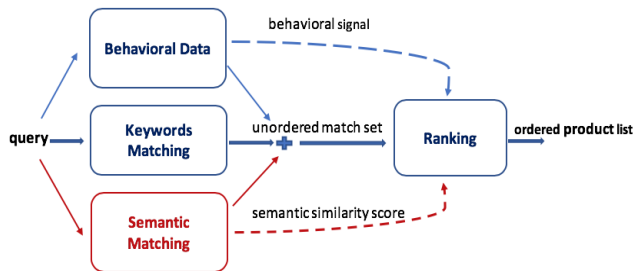 behavioral signal
Behavioral Data
query
Keywords
Matching
unordered match set
Ranking
ordered product list
Semantic
Matching
semantic similarity score